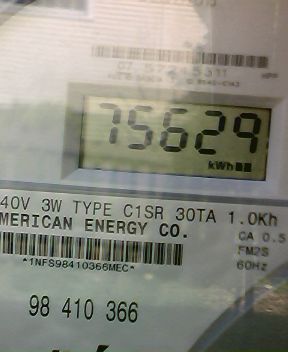 75629
kWh
40V 3W TYPE C1SR 30TA 1.0Kh
MERICAN ENERGY CO.
CA 0.5
FM2S
*1NFS98410366MEC*
60Hz
98 410 366